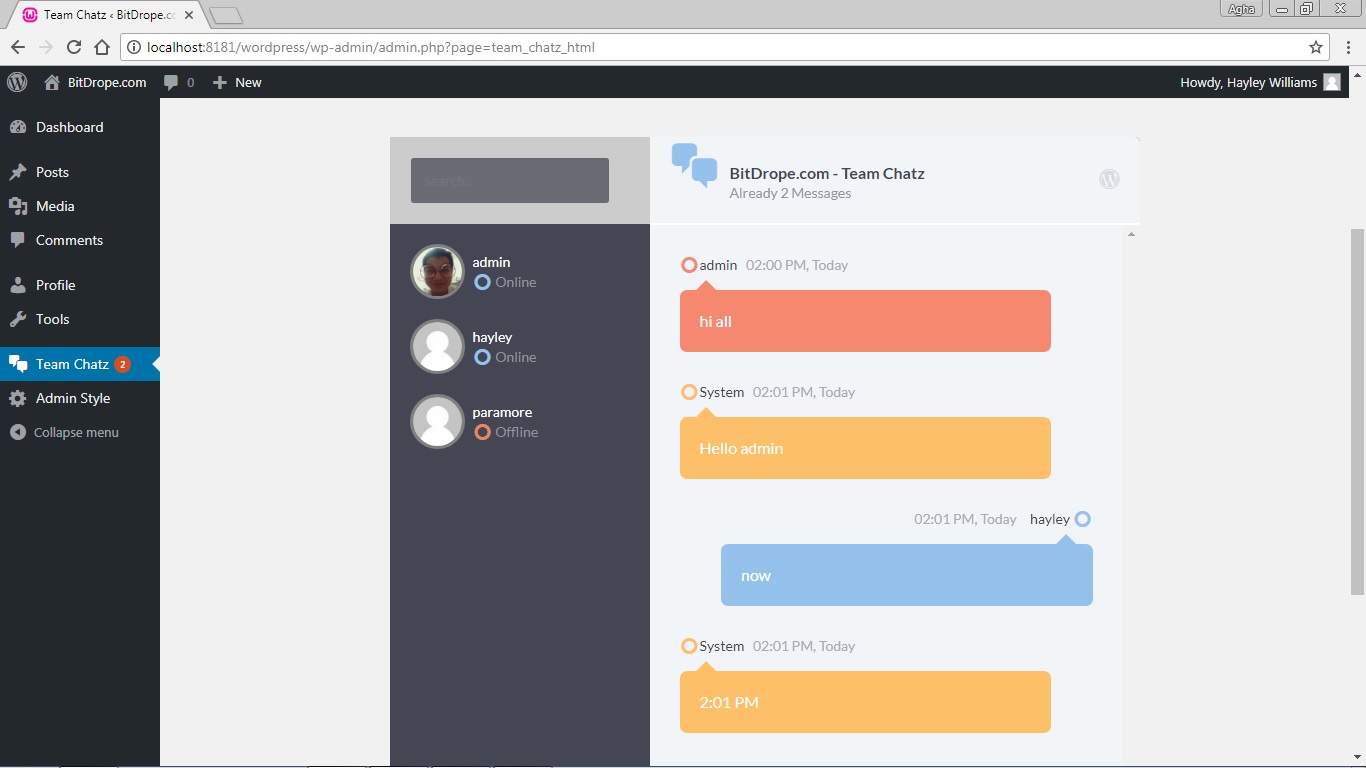 Team Chatz ‹ BitDrope.co
Agha
localhost:8181/wordpress/wp-admin/admin.php?page=team_chatz_html
BitDrope.com
0
New
Howdy, Hayley Williams
Dashboard
Posts
Media
Comments
Profile
Tools
Team Chatz 2
Admin Style
Collapse menu
search...
admin
Online
hayley
Online
paramore
Offline
BitDrope.com - Team Chatz
Already 2 Messages
admin 02:00 PM, Today
hi all
System 02:01 PM, Today
Hello admin
02:01 PM, Today hayley
now
System 02:01 PM, Today
2:01 PM